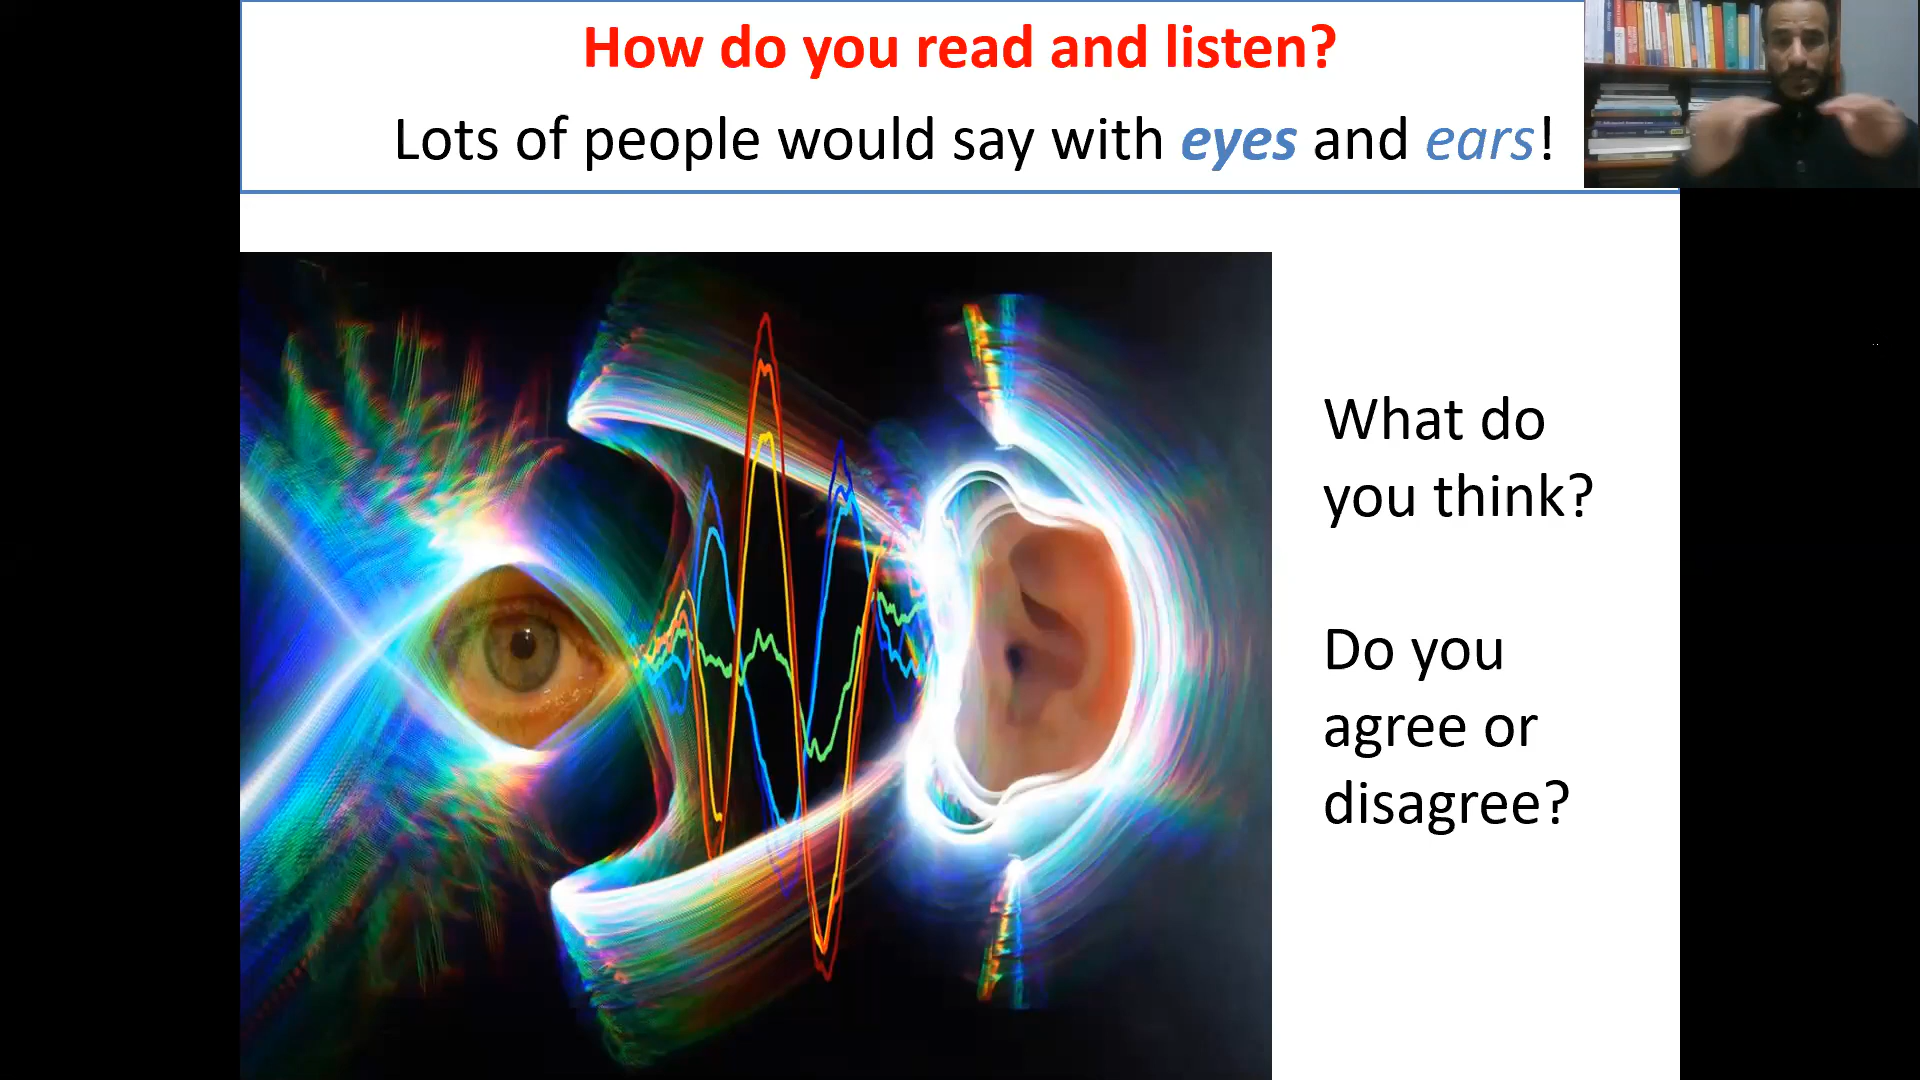 How do you read and listen?
Lots of people would say with eyes and ears!
What do
you think?
Do you
agree or
disagree?